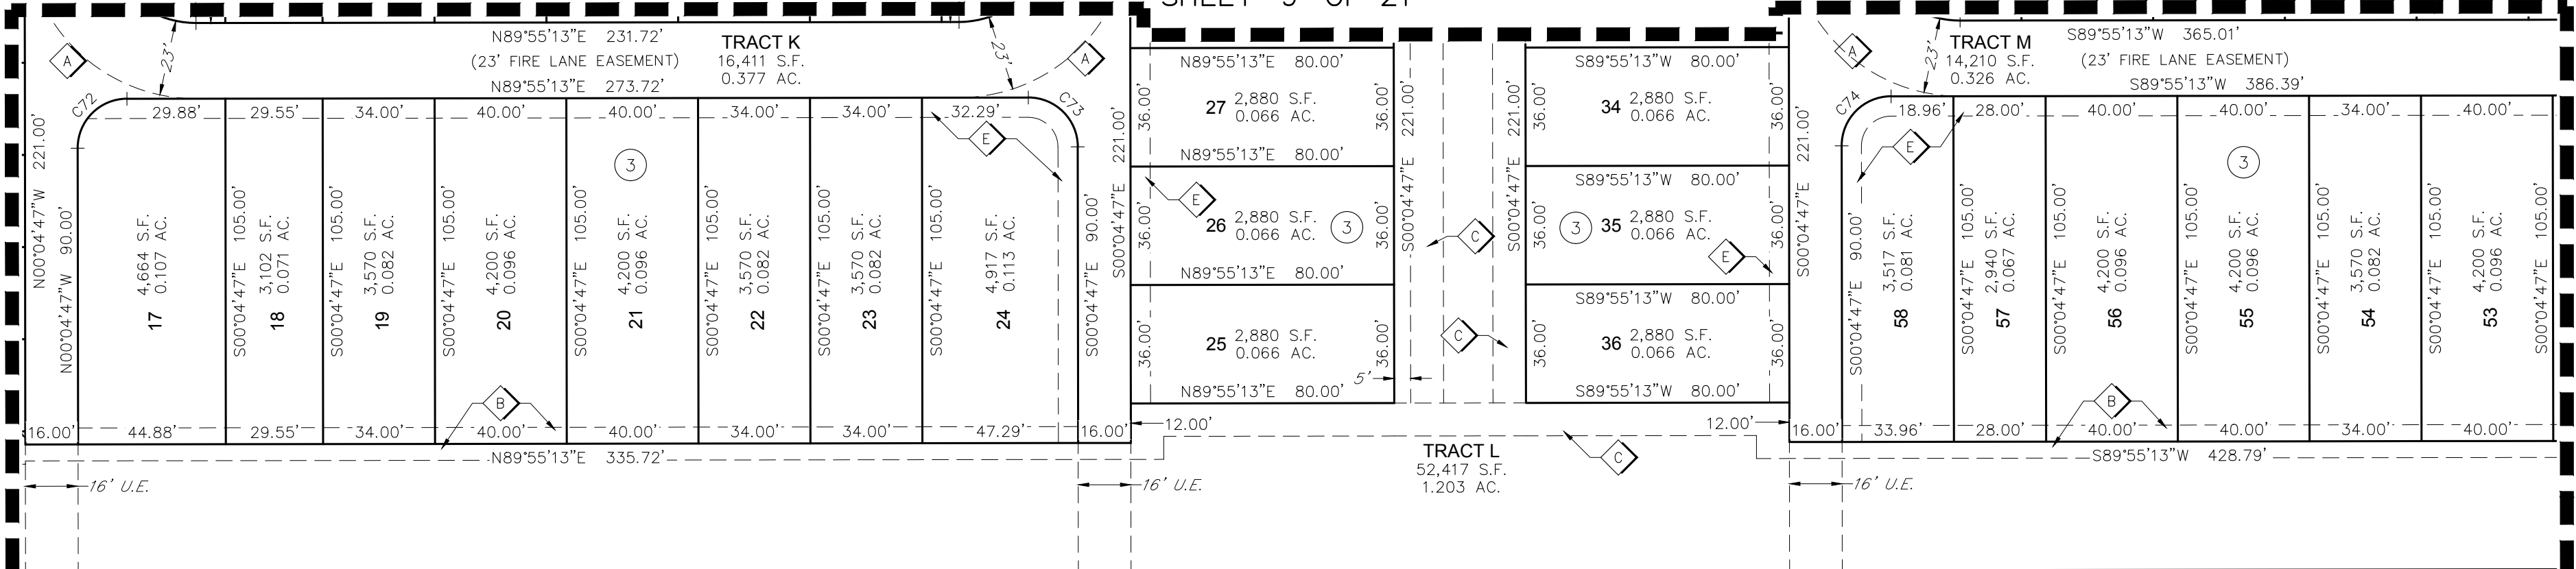 SHEET 9 OF 21
N89°55'13"E 231.72'
(23' FIRE LANE EASEMENT)
N89°55'13"E 273.72'
TRACT K
16,411 S.F.
0.377 AC.
23'
23'
A
A
C72
C73
N00°04'47"W 221.00'
N00°04'47"W 90.00'
29.88'
29.55'
34.00'
40.00'
40.00'
34.00'
34.00'
32.29'
E
3
17
4,664 S.F.
0.107 AC.
S00°04'47"E 105.00'
18
3,102 S.F.
0.071 AC.
S00°04'47"E 105.00'
19
3,570 S.F.
0.082 AC.
S00°04'47"E 105.00'
20
4,200 S.F.
0.096 AC.
S00°04'47"E 105.00'
21
4,200 S.F.
0.096 AC.
S00°04'47"E 105.00'
22
3,570 S.F.
0.082 AC.
S00°04'47"E 105.00'
23
3,570 S.F.
0.082 AC.
S00°04'47"E 105.00'
24
4,917 S.F.
0.113 AC.
S00°04'47"E 90.00'
S00°04'47"E 221.00'
B
16.00'
44.88'
29.55'
34.00'
40.00'
40.00'
34.00'
34.00'
47.29'
16.00'
N89°55'13"E 335.72'
16' U.E.
16' U.E.
N89°55'13"E 80.00'
36.00'
27 2,880 S.F.
0.066 AC.
36.00'
N89°55'13"E 80.00'
E
36.00'
26 2,880 S.F.
0.066 AC.
3
36.00'
N89°55'13"E 80.00'
36.00'
25 2,880 S.F.
0.066 AC.
36.00'
N89°55'13"E 80.00'
12.00'
S00°04'47"E 221.00'
5'
C
C
S00°04'47"E 221.00'
S89°55'13"W 80.00'
36.00'
34 2,880 S.F.
0.066 AC.
36.00'
S89°55'13"W 80.00'
36.00'
3
35 2,880 S.F.
0.066 AC.
36.00'
E
S89°55'13"W 80.00'
36.00'
36 2,880 S.F.
0.066 AC.
36.00'
S89°55'13"W 80.00'
12.00'
TRACT L
52,417 S.F.
1.203 AC.
C
S00°04'47"E 221.00'
A
23'
TRACT M
14,210 S.F.
0.326 AC.
S89°55'13"W 365.01'
(23' FIRE LANE EASEMENT)
S89°55'13"W 386.39'
C74
18.96'
28.00'
40.00'
40.00'
34.00'
40.00'
E
3
S00°04'47"E 90.00'
58
3,517 S.F.
0.081 AC.
S00°04'47"E 105.00'
57
2,940 S.F.
0.067 AC.
S00°04'47"E 105.00'
56
4,200 S.F.
0.096 AC.
S00°04'47"E 105.00'
55
4,200 S.F.
0.096 AC.
S00°04'47"E 105.00'
54
3,570 S.F.
0.082 AC.
S00°04'47"E 105.00'
53
4,200 S.F.
0.096 AC.
S00°04'47"E 105.00'
B
16.00'
33.96'
28.00'
40.00'
40.00'
34.00'
40.00'
S89°55'13"W 428.79'
16' U.E.